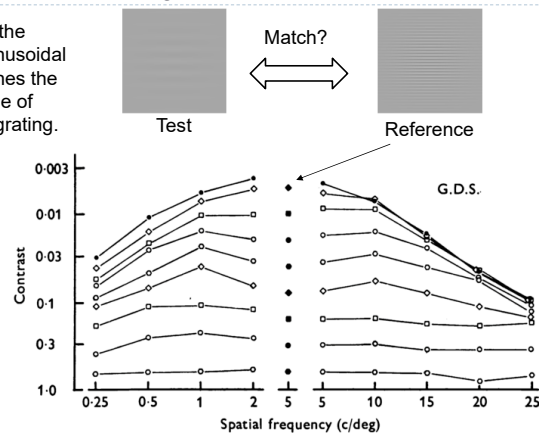 the
nusoidal
nes the
e of
grating.
Match?
Test
Reference
G.D.S.
Contrast
0·003
0·01
0·03
0·1
0·3
1·0
0·25 0·5 1 2 5 5 10 15 20 25
Spatial frequency (c/deg)